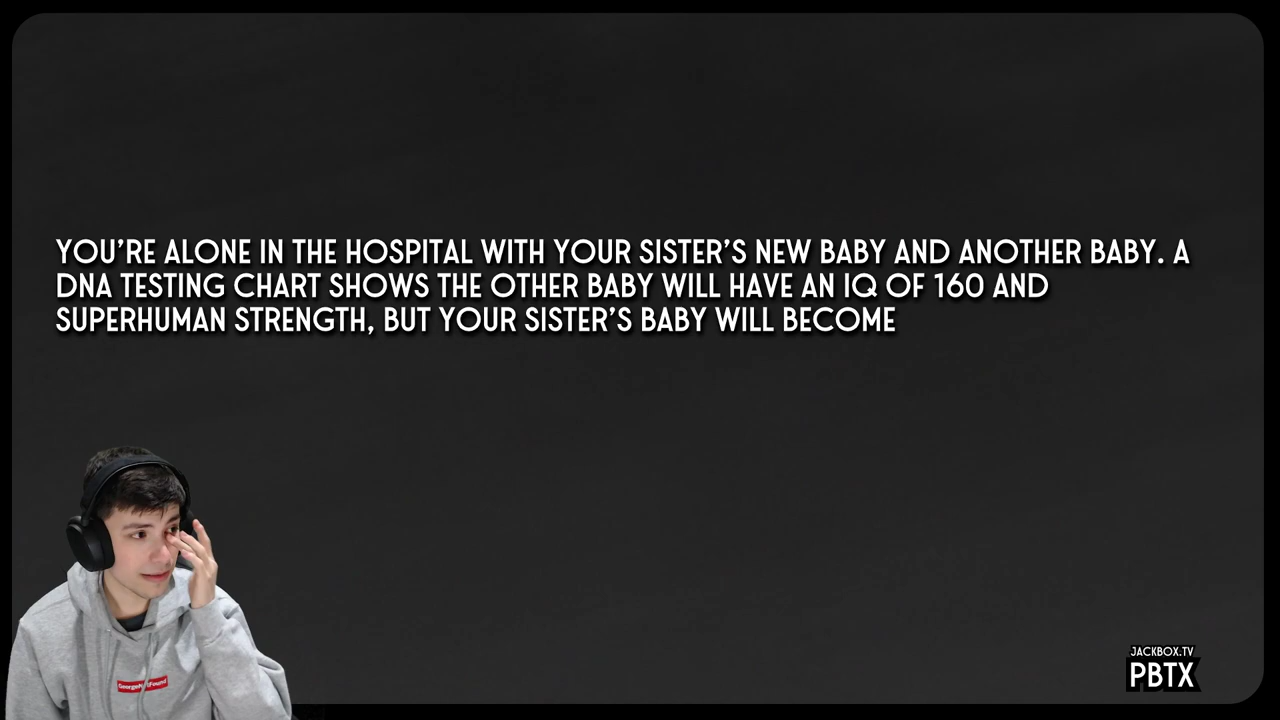 YOU'RE ALONE IN THE HOSPITAL WITH YOUR SISTER'S NEW BABY AND ANOTHER BABY. A
DNA TESTING CHART SHOWS THE OTHER BABY WILL HAVE AN IQ OF 160 AND
SUPERHUMAN STRENGTH, BUT YOUR SISTER'S BABY WILL BECOME
GeorgeNotFound
JACKBOX.TV
PBTX